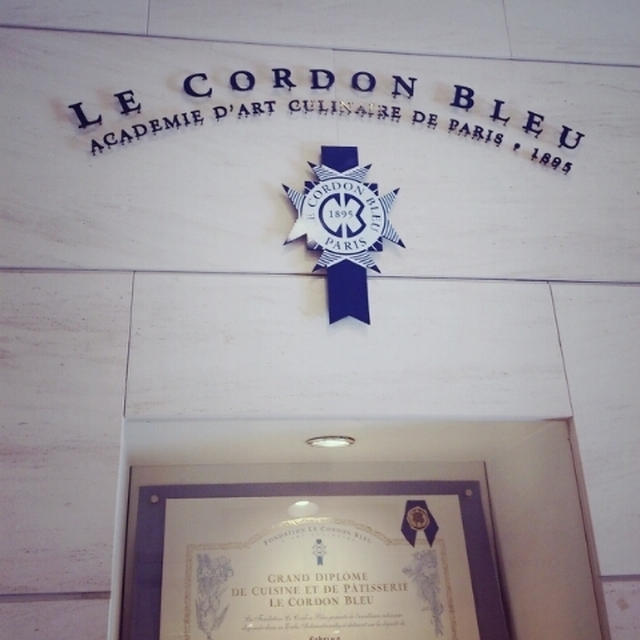 LE CORDON BLEU
ACADEMIE D'ART CULINAIRE DE PARIS • 1895
LE CORDON BLEU
1895
PARIS
FONDATION LE CORDON BLEU
GRAND DIPLÔME
DE CUISINE ET DE PÂTISSERIE
LE CORDON BLEU